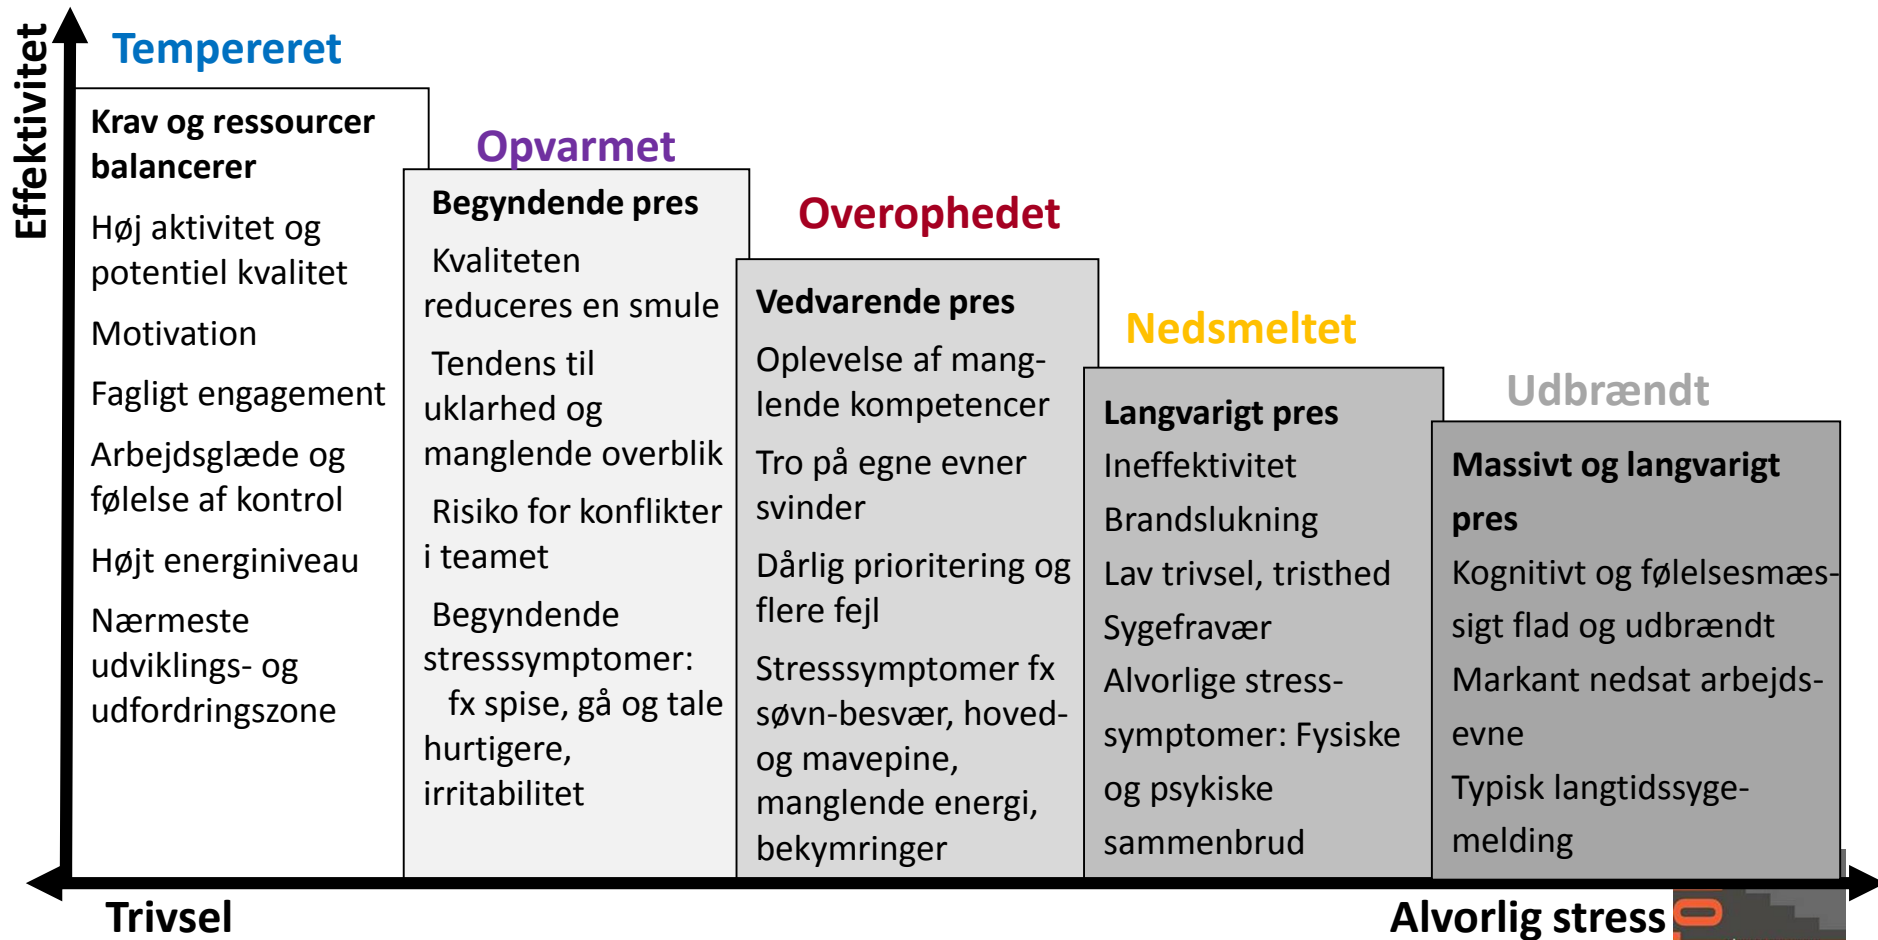 Effektivitet
Tempereret
Krav og ressourcer
balancerer
Høj aktivitet og
potentiel kvalitet
Motivation
Fagligt engagement
Arbejdsglæde og
følelse af kontrol
Højt energiniveau
Nærmeste
udviklings- og
udfordringszone
Opvarmet
Begyndende pres
Kvaliteten
reduceres en smule
Tendens til
uklarhed og
manglende overblik
Risiko for konflikter
i teamet
Begyndende
stresssymptomer:
fx spise, gå og tale
hurtigere,
irritabilitet
Overophedet
Vedvarende pres
Oplevelse af mang-
lende kompetencer
Tro på egne evner
svinder
Dårlig prioritering og
flere fejl
Stresssymptomer fx
søvn-besvær, hoved-
og mavepine,
manglende energi,
bekymringer
Nedsmeltet
Langvarigt pres
Ineffektivitet
Brandslukning
Lav trivsel, tristhed
Sygefravær
Alvorlige stress-
symptomer: Fysiske
og psykiske
sammenbrud
Udbrændt
Massivt og langvarigt
pres
Kognitivt og følelsesmæs-
sigt flad og udbrændt
Markant nedsat arbejds-
evne
Typisk langtidssyge-
melding
Trivsel
Alvorlig stress